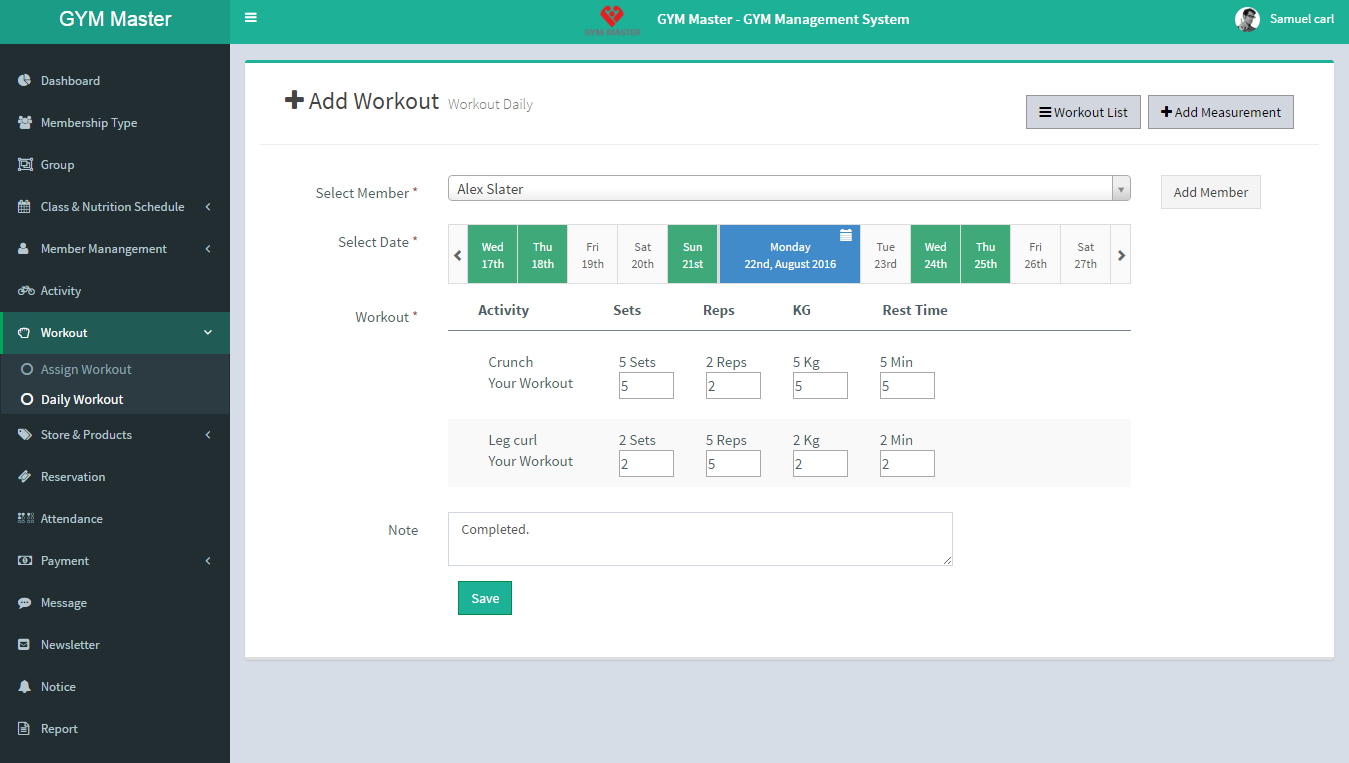 GYM Master
GYM MASTER
GYM Master - GYM Management System
Samuel carl
Dashboard
Membership Type
Group
Class & Nutrition Schedule
Member Manangement
Activity
Workout
Assign Workout
Daily Workout
Store & Products
Reservation
Attendance
Payment
Message
Newsletter
Notice
Report
Add Workout Workout Daily
Workout List
Add Measurement
Select Member *
Alex Slater
Add Member
Select Date *
Wed 17th
Thu 18th
Fri 19th
Sat 20th
Sun 21st
Monday 22nd, August 2016
Tue 23rd
Wed 24th
Thu 25th
Fri 26th
Sat 27th
Workout *
Activity Sets Reps KG Rest Time
Crunch 5 Sets 2 Reps 5 Kg 5 Min
Your Workout 5 2 5 5
Leg curl 2 Sets 5 Reps 2 Kg 2 Min
Your Workout 2 5 2 2
Note
Completed.
Save